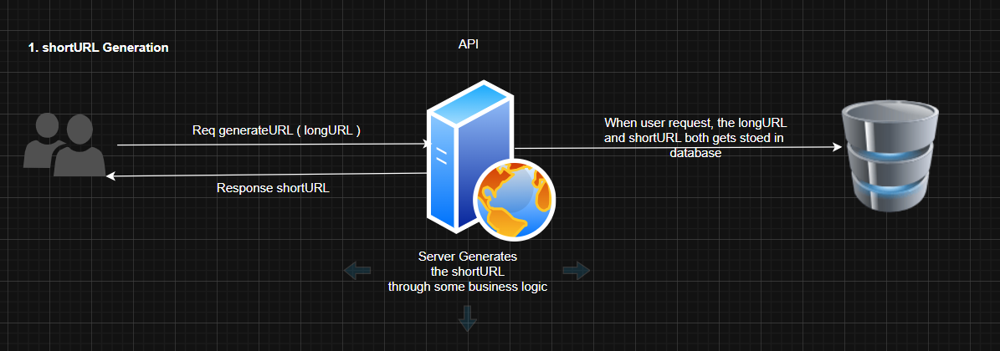 API
1. shortURL Generation
Req generateURL ( longURL )
When user request, the longURL
and shortURL both gets stoed in
database
Response shortURL
Server Generates
the shortURL
through some business logic